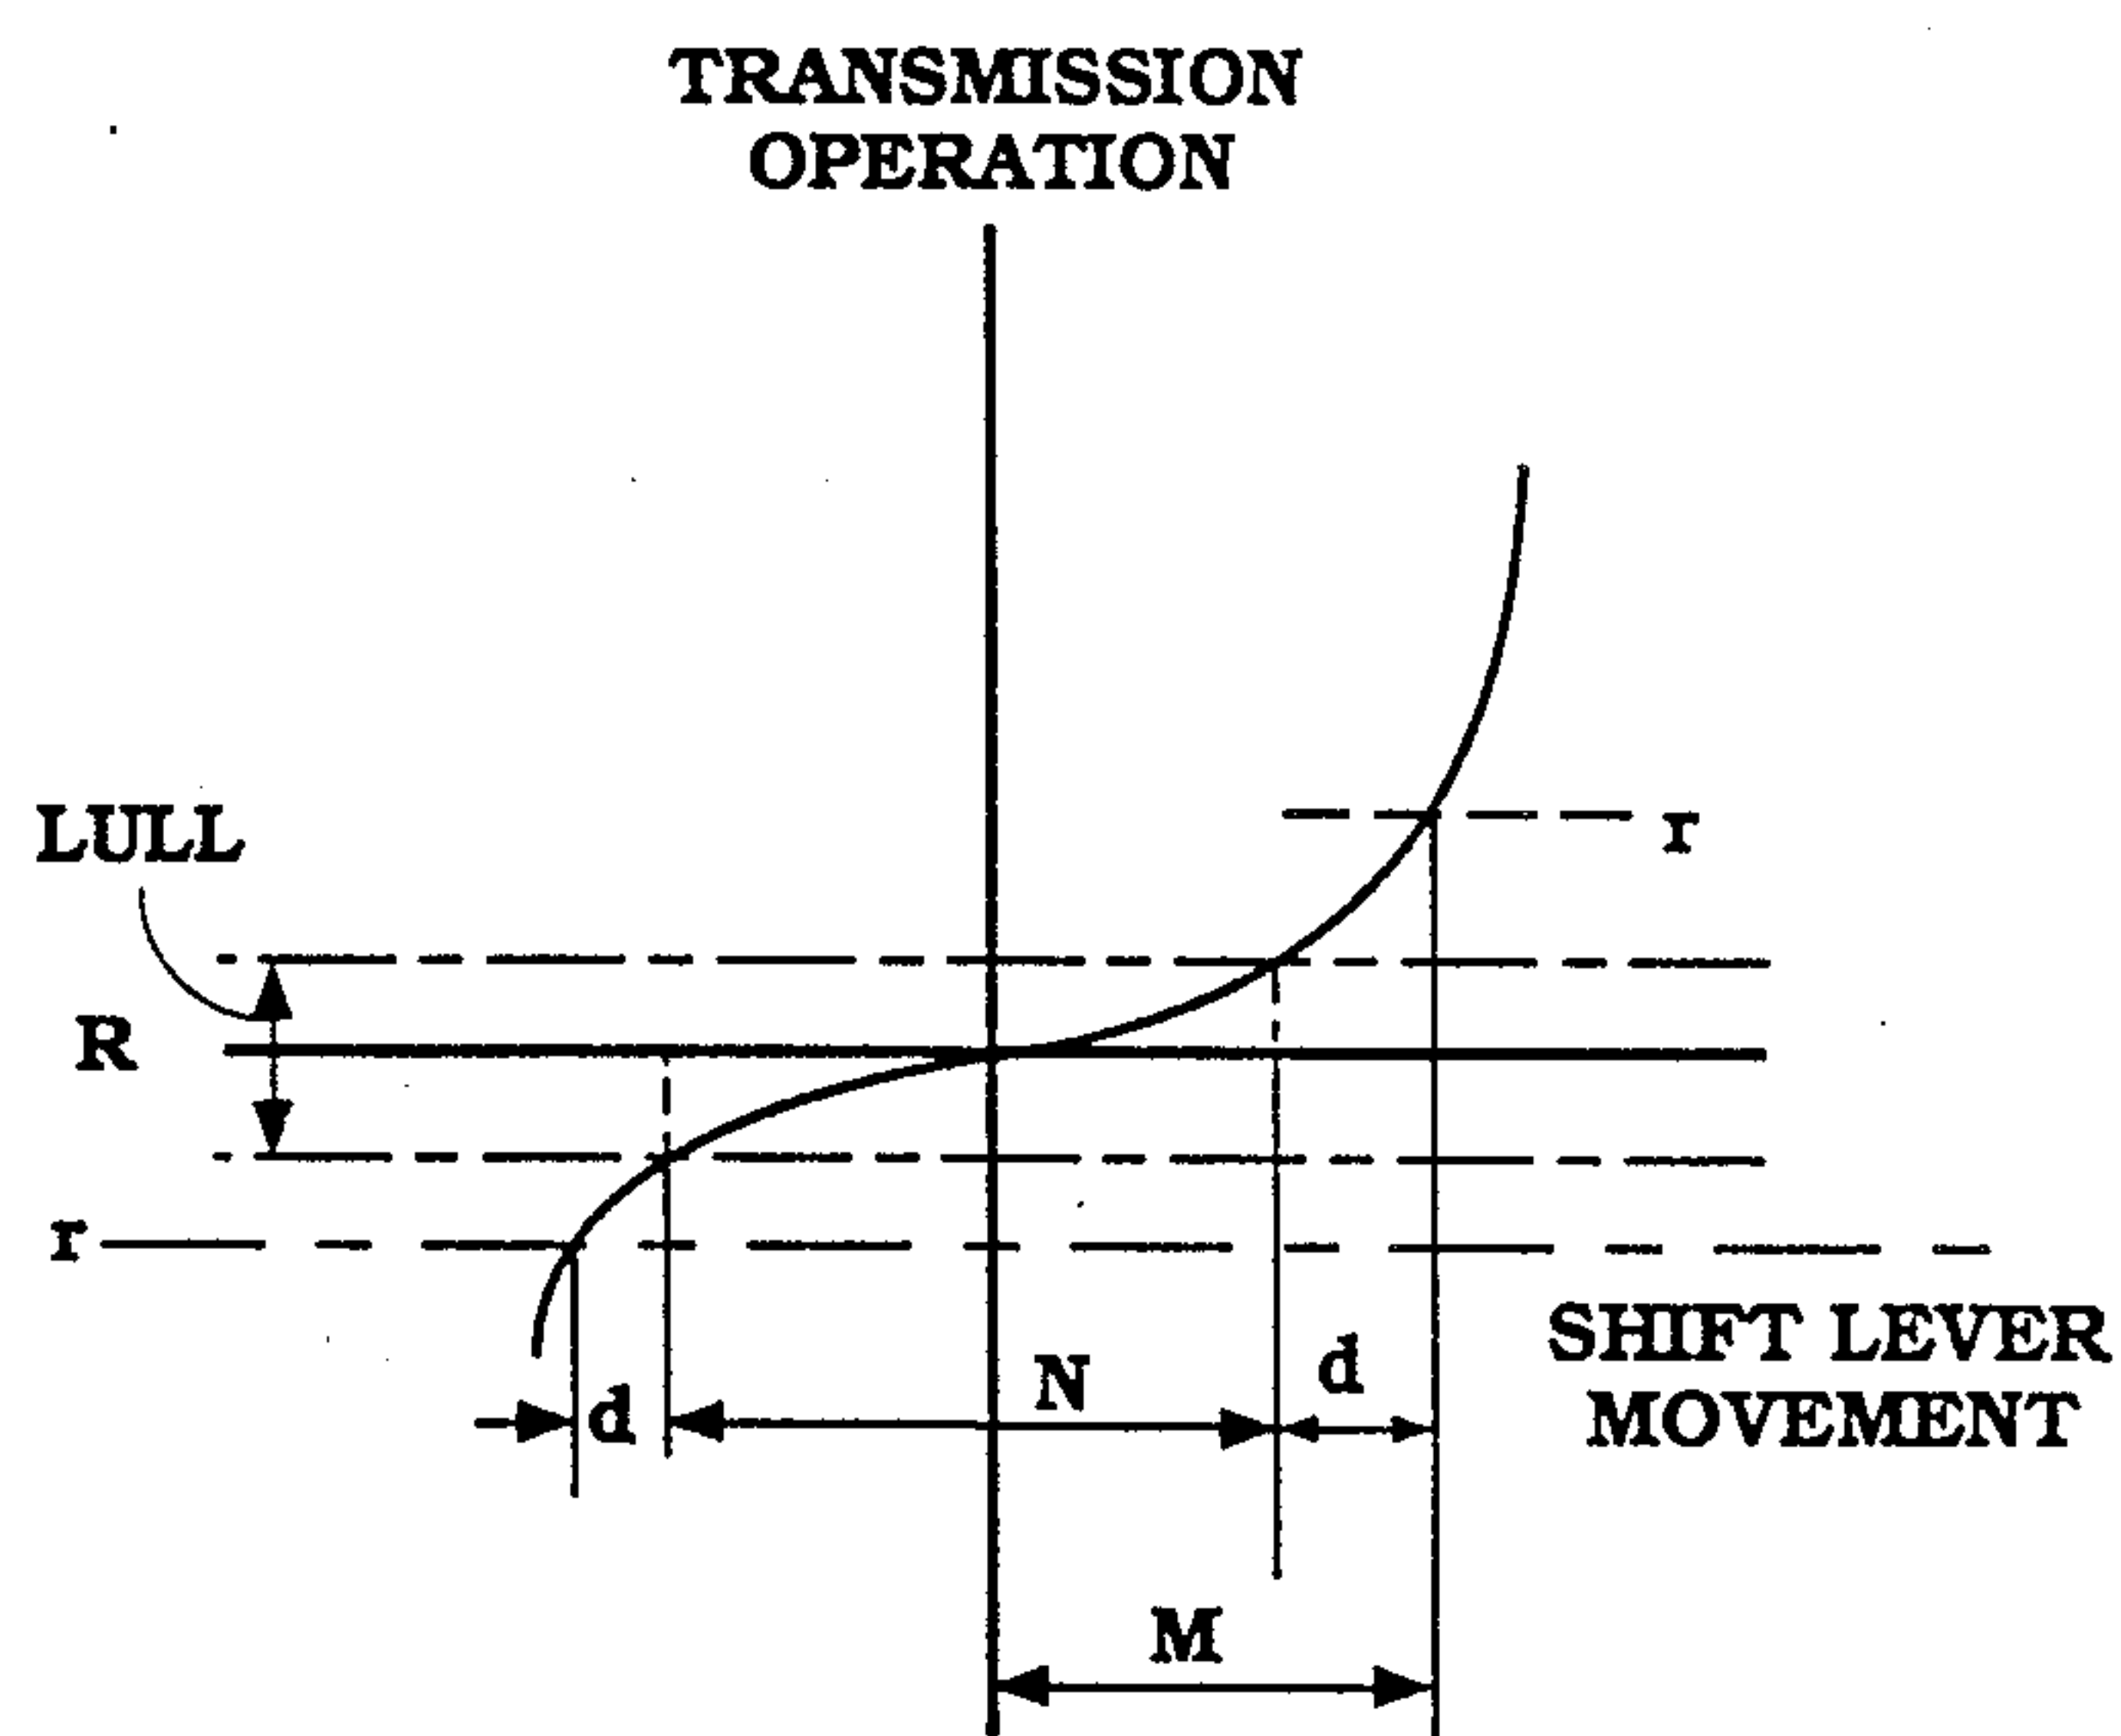 TRANSMISSION
OPERATION
LULL
r
R
r
SHIFT LEVER
MOVEMENT
d
N
d
M